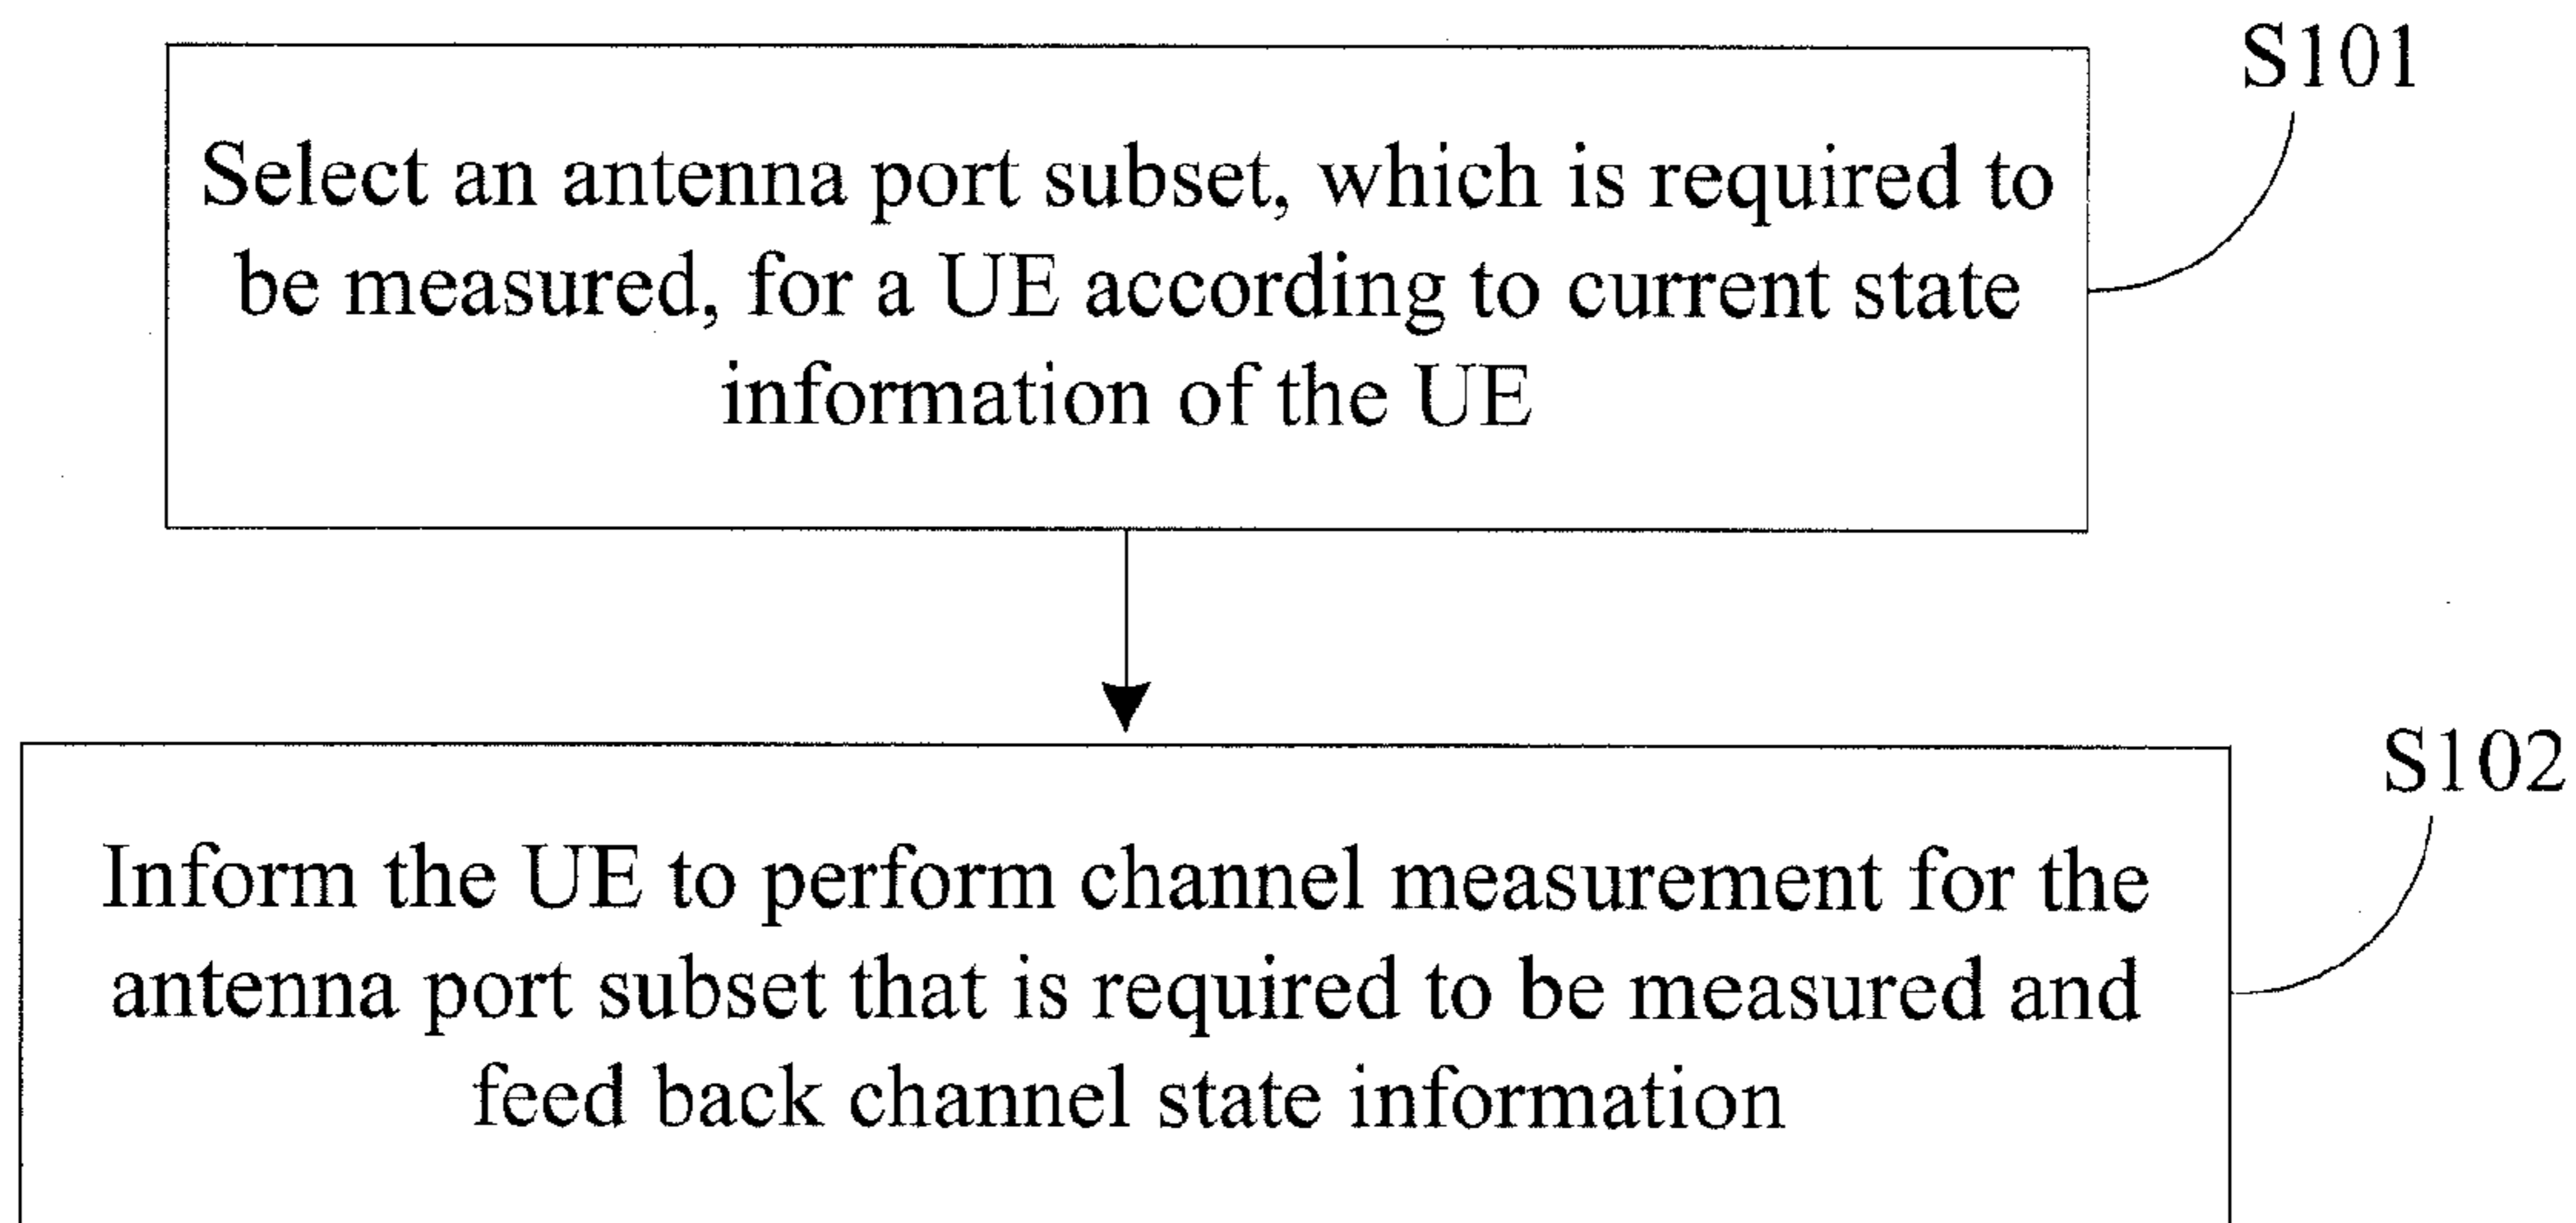 S101
Select an antenna port subset, which is required to
be measured, for a UE according to current state
information of the UE
S102
Inform the UE to perform channel measurement for the
antenna port subset that is required to be measured and
feed back channel state information